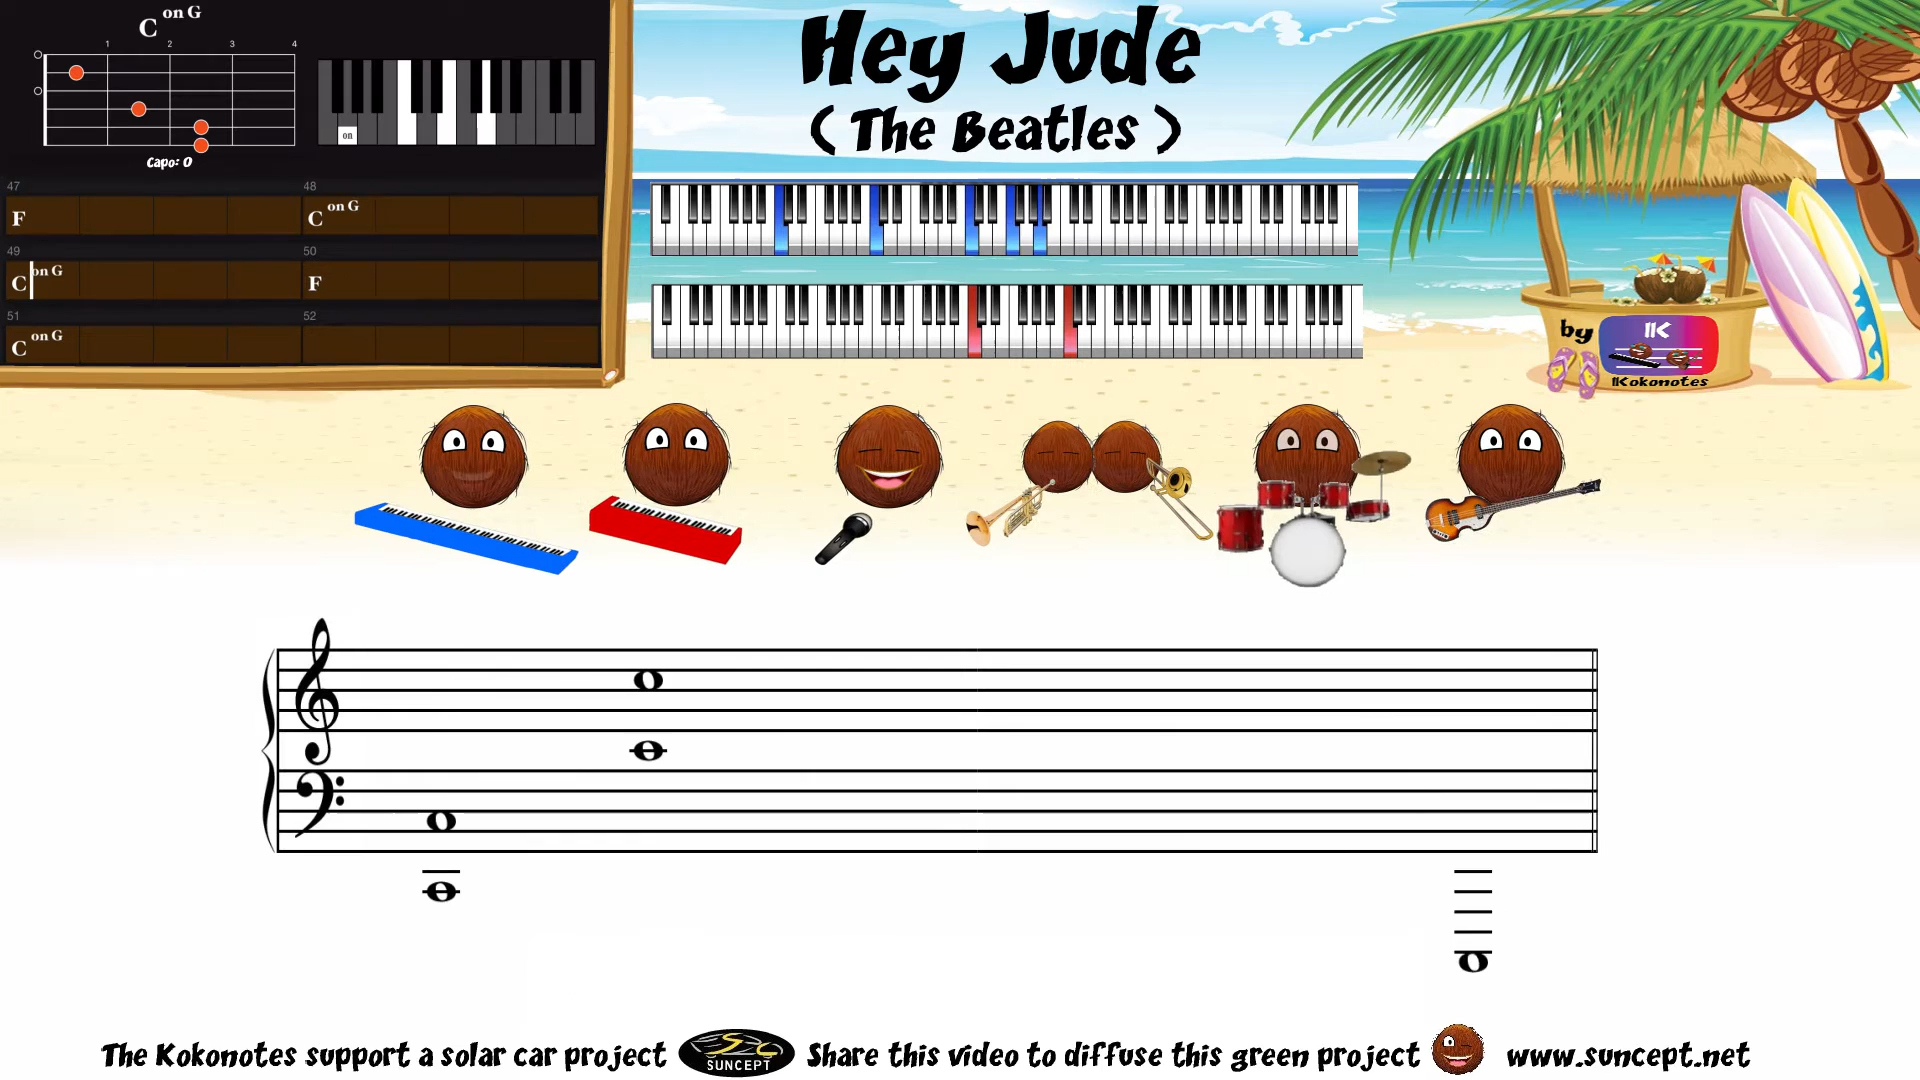 C on G
1 2 3 4
on
Capo: 0
47 48
F C on G
49 50
C on G F
51 52
C on G
Hey Jude
( The Beatles )
by
K
Kokonotes
The Kokonotes support a solar car project SUNCEPT Share this video to diffuse this green project www.suncept.net